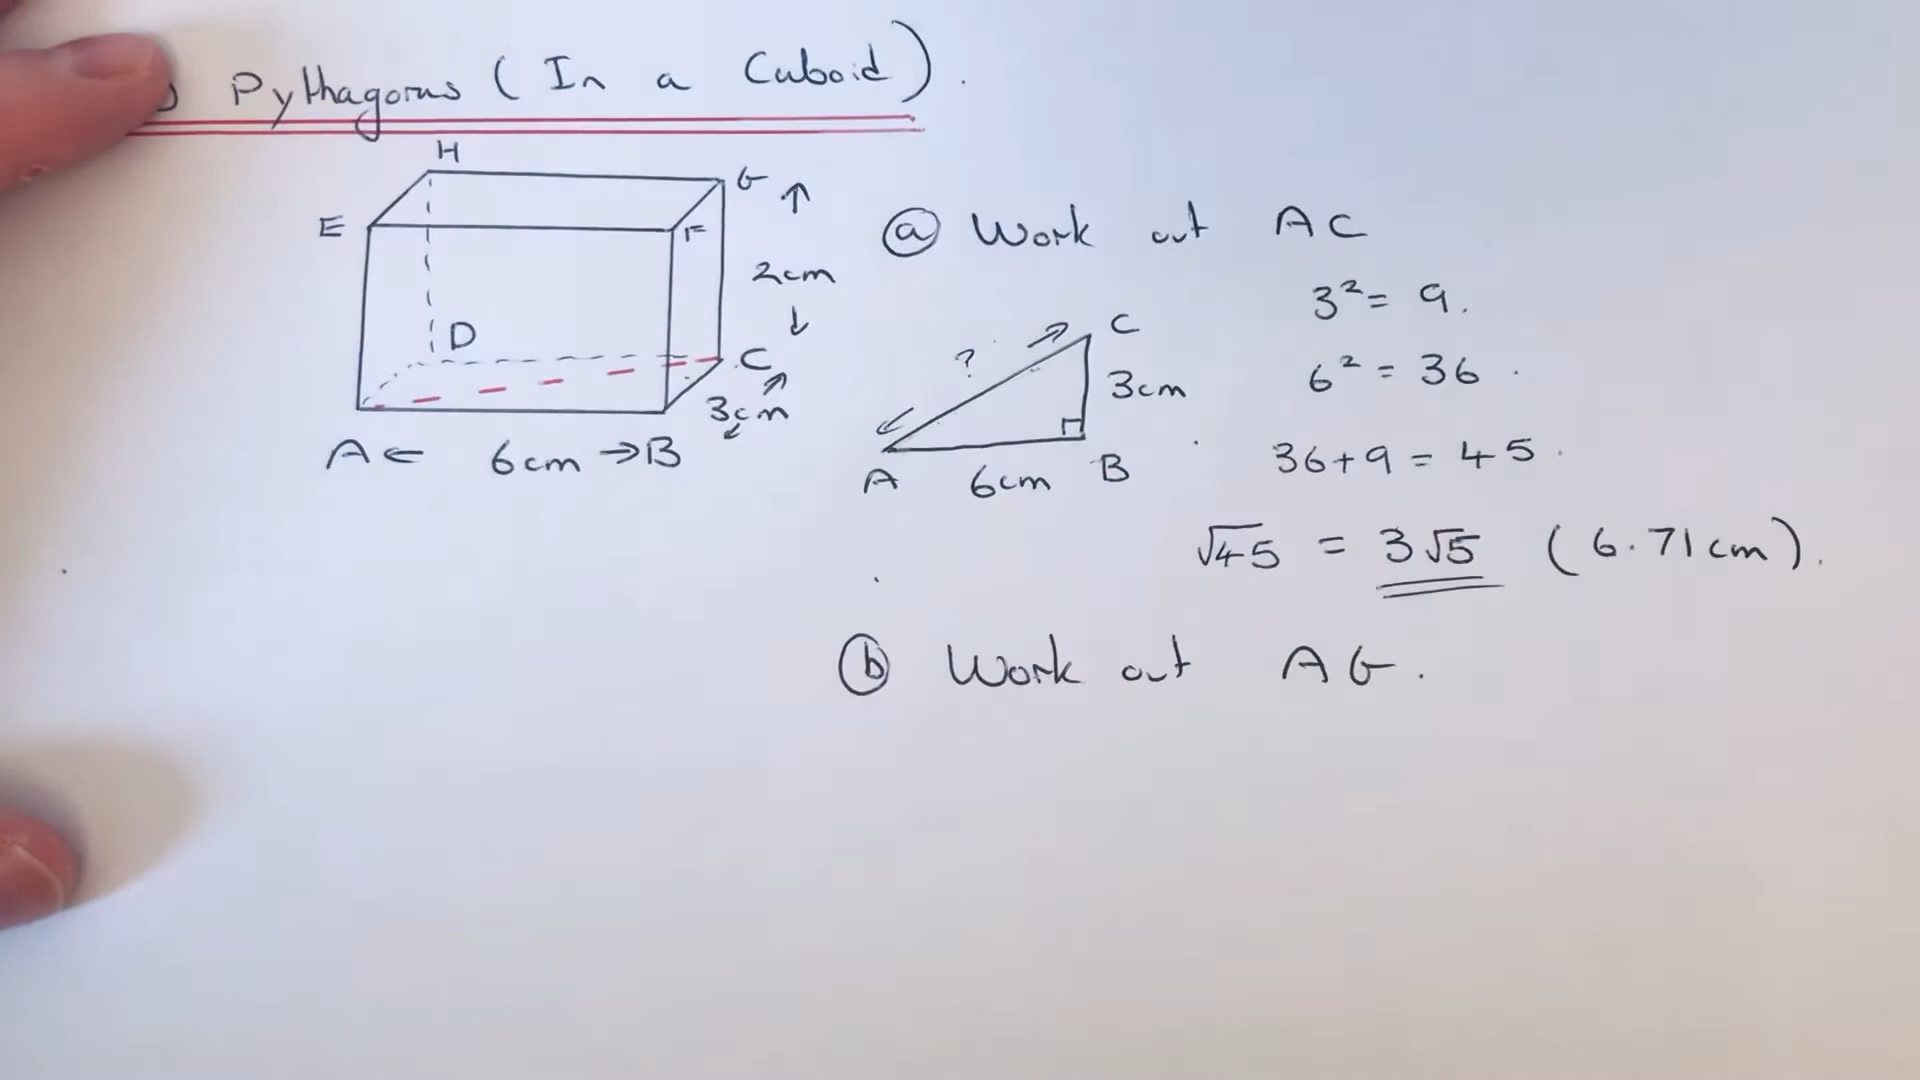 Pythagoras (In a Cuboid).
H
G
E
F
2cm
D
C
3cm
A ← 6cm → B
ⓐ Work out AC
3² = 9.
C
?
6² = 36.
3cm
36+9 = 45.
A 6cm B
√45 = 3√5 (6.71cm).
ⓑ Work out AG.